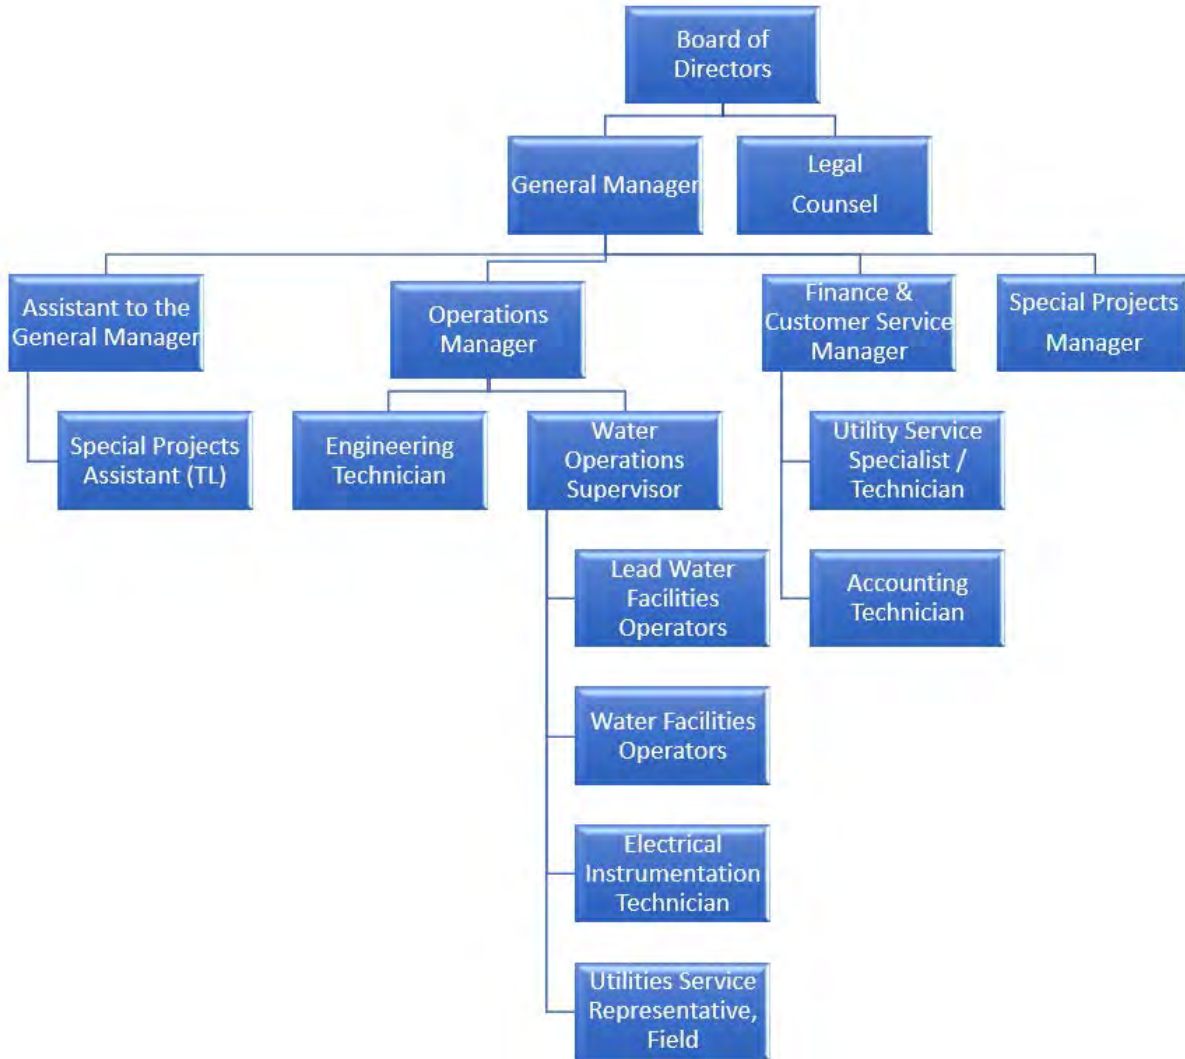 Board of
Directors
General Manager
Legal
Counsel
Assistant to the
General Manager
Operations
Manager
Finance &
Customer Service
Manager
Special Projects
Manager
Special Projects
Assistant (TL)
Engineering
Technician
Water
Operations
Supervisor
Utility Service
Specialist /
Technician
Lead Water
Facilities
Operators
Accounting
Technician
Water Facilities
Operators
Electrical
Instrumentation
Technician
Utilities Service
Representative,
Field